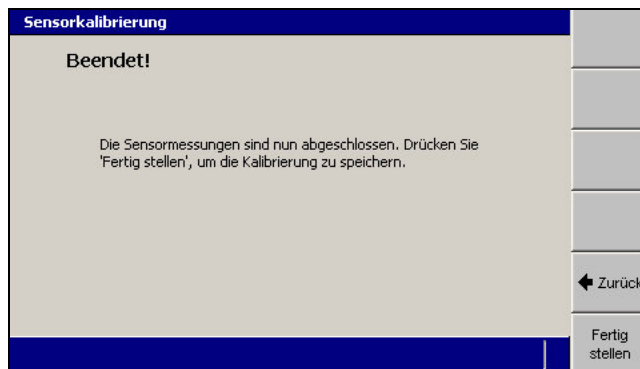 Sensorkalibrierung
Beendet!
Die Sensormessungen sind nun abgeschlossen. Drücken Sie
'Fertig stellen', um die Kalibrierung zu speichern.
Zurück
Fertig
stellen